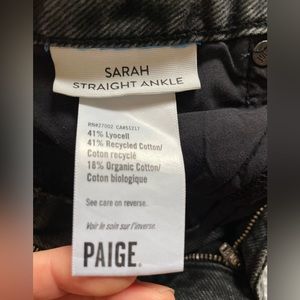 SARAH
STRAIGHT ANKLE
RN#27002 CA#55217
41% Lyocell
41% Recycled Cotton/
Coton recyclé
18% Organic Cotton/
Coton biologique
See care on reverse.
Voir le soin sur l'inverse.
PAIGE.